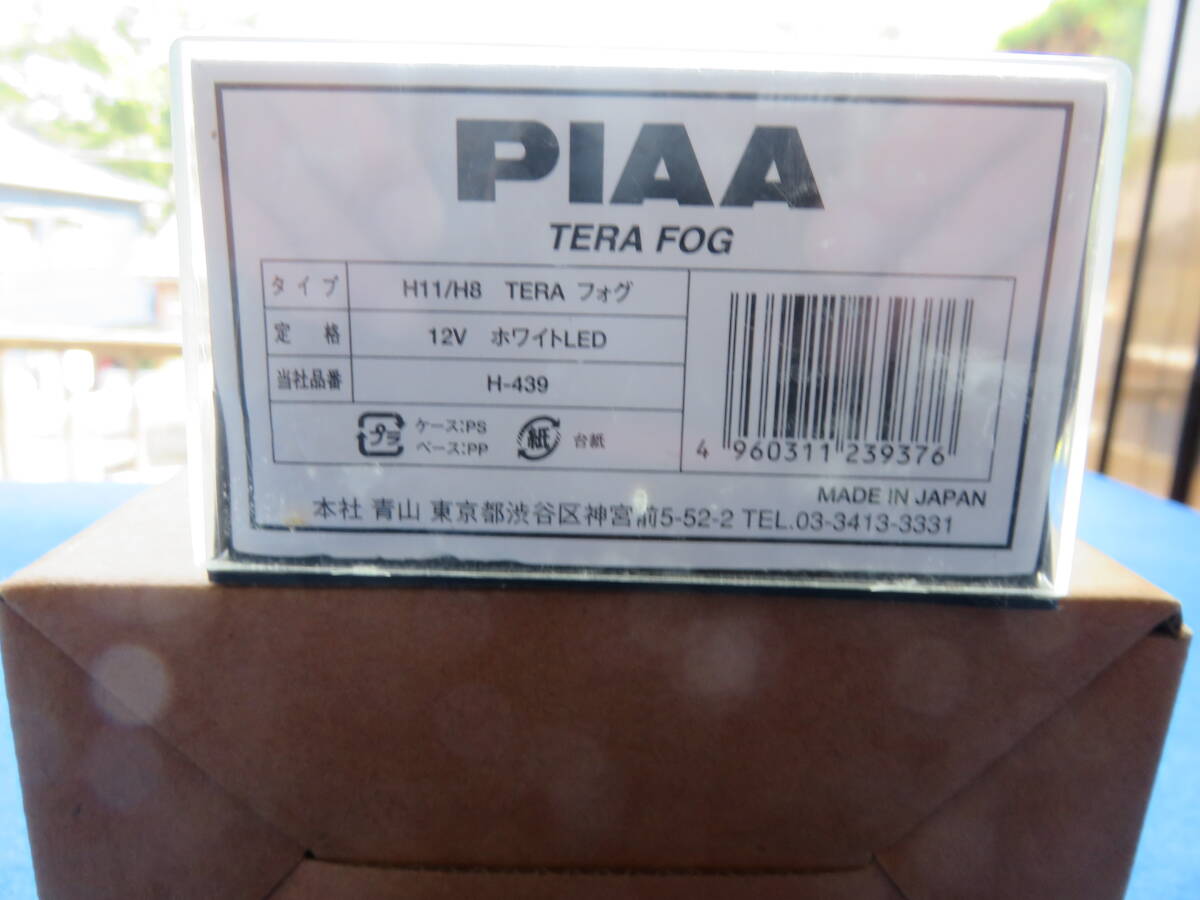 PIAA
TERA FOG
タイプ H11/H8 TERA フォグ
定格 12V ホワイトLED
当社品番 H-439
プラ ケース:PS
ベース:PP
紙 台紙
4 960311 239376
MADE IN JAPAN
本社 青山 東京都渋谷区神宮前5-52-2 TEL.03-3413-3331